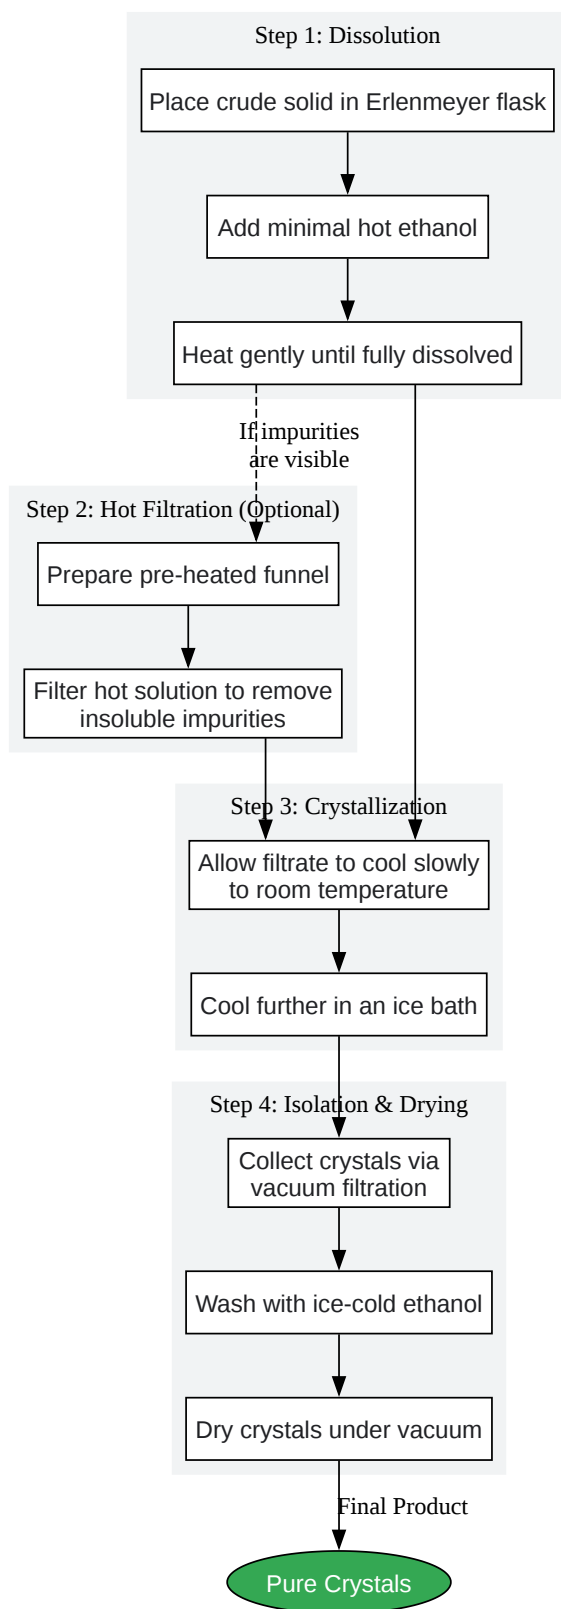 Step 1: Dissolution
Place crude solid in Erlenmeyer flask
Add minimal hot ethanol
Heat gently until fully dissolved
If impurities
are visible
Step 2: Hot Filtration (Optional)
Prepare pre-heated funnel
Filter hot solution to remove
insoluble impurities
Step 3: Crystallization
Allow filtrate to cool slowly
to room temperature
Cool further in an ice bath
Step 4: Isolation & Drying
Collect crystals via
vacuum filtration
Wash with ice-cold ethanol
Dry crystals under vacuum
Final Product
Pure Crystals